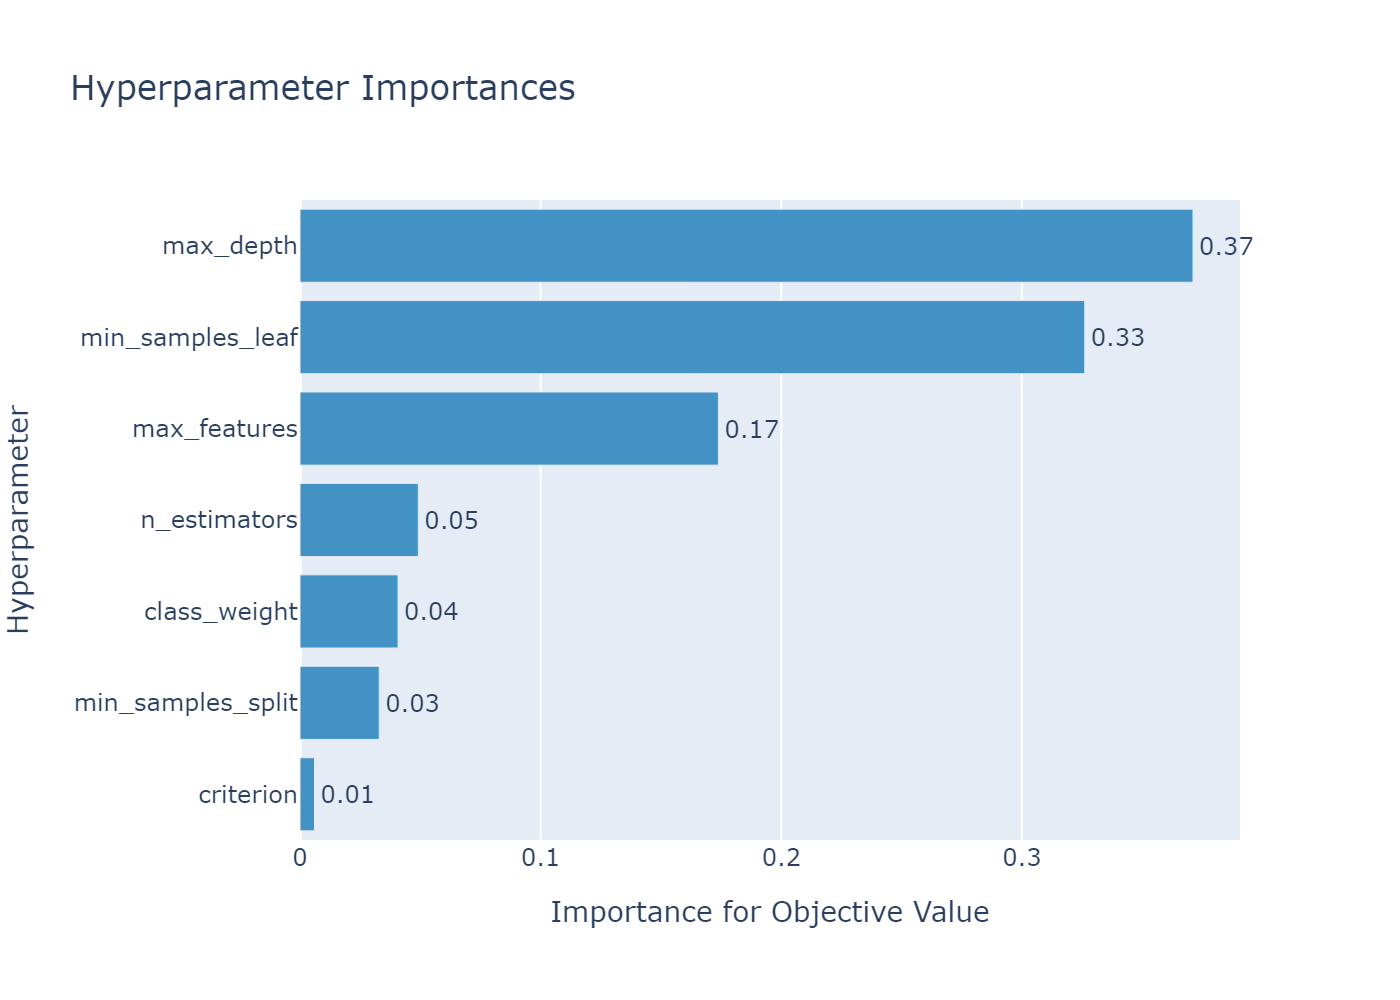 Hyperparameter Importances
Hyperparameter
max_depth 0.37
min_samples_leaf 0.33
max_features 0.17
n_estimators 0.05
class_weight 0.04
min_samples_split 0.03
criterion 0.01
0 0.1 0.2 0.3
Importance for Objective Value